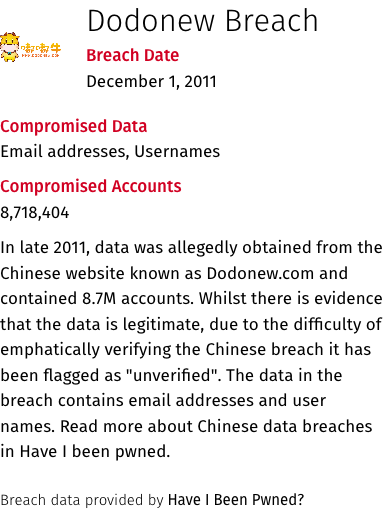 Dodonew Breach
Breach Date
December 1, 2011
嘟嘟牛
Compromised Data
Email addresses, Usernames
Compromised Accounts
8,718,404
In late 2011, data was allegedly obtained from the
Chinese website known as Dodonew.com and
contained 8.7M accounts. Whilst there is evidence
that the data is legitimate, due to the difficulty of
emphatically verifying the Chinese breach it has
been flagged as "unverified". The data in the
breach contains email addresses and user
names. Read more about Chinese data breaches
in Have I been pwned.
Breach data provided by Have I Been Pwned?